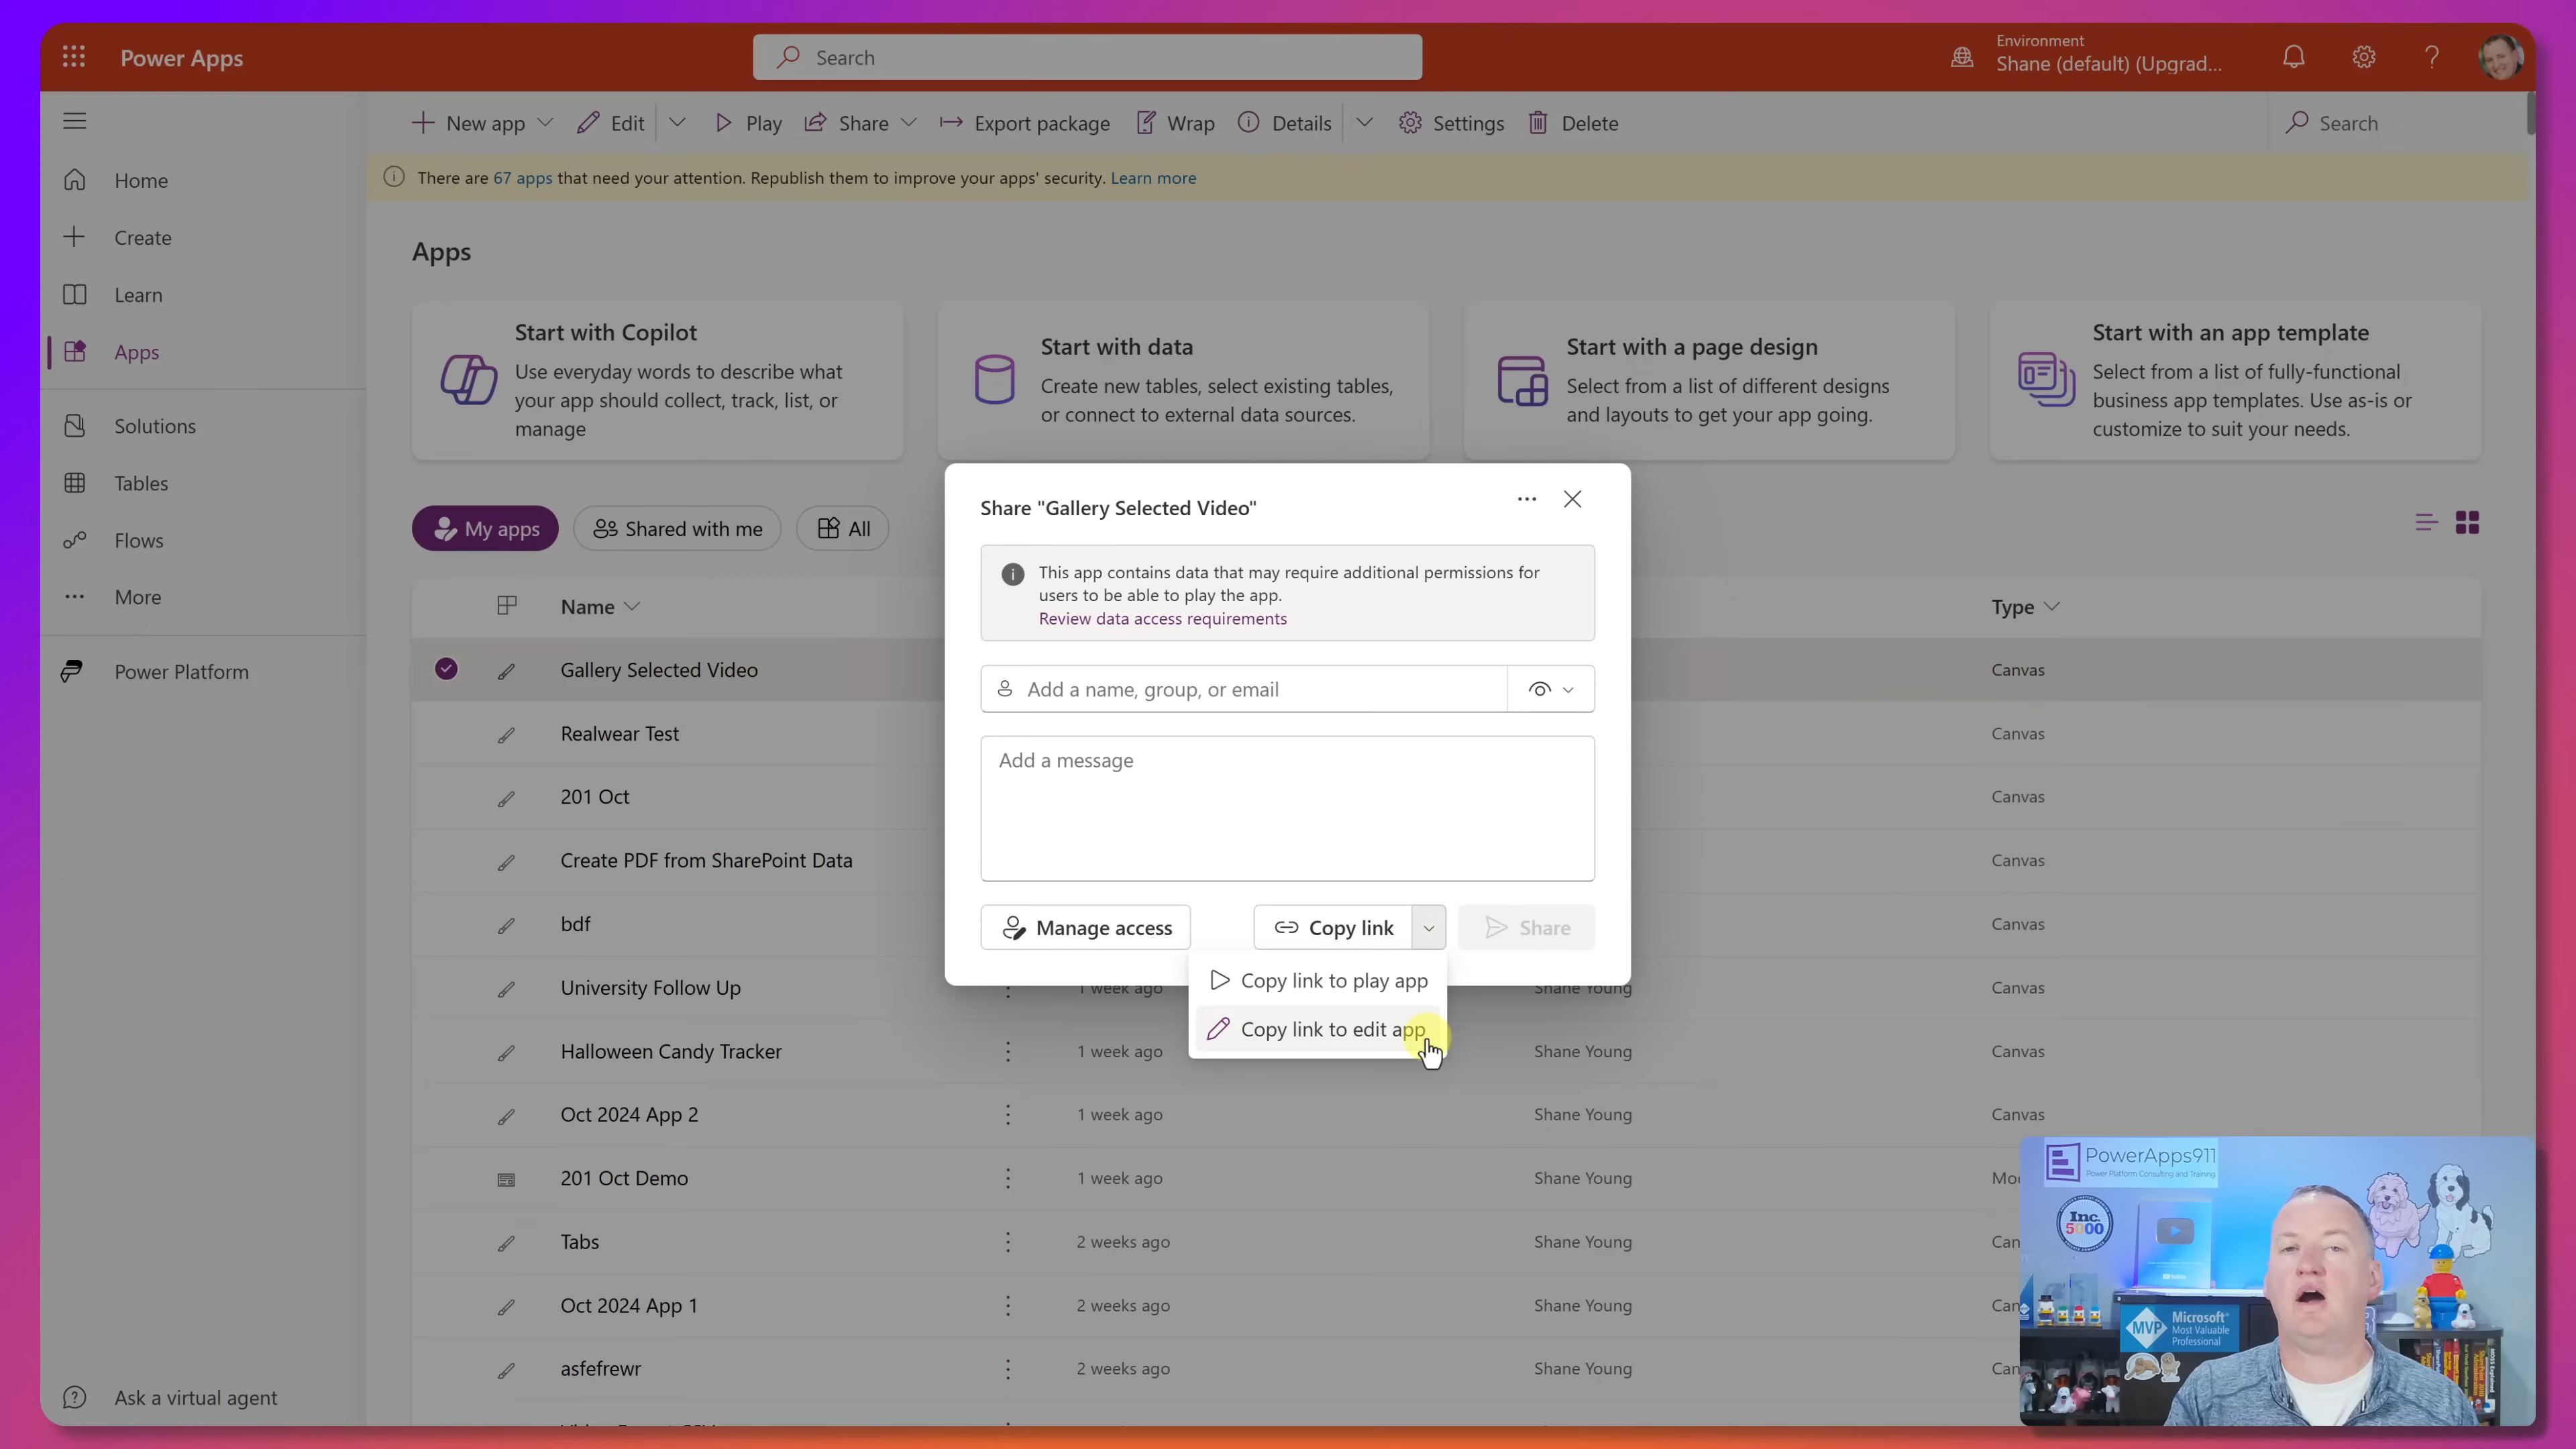 Power Apps
Search
Environment
Shane (default) (Upgrad...
New app
Edit
Play
Share
Export package
Wrap
Details
Settings
Delete
Search
There are 67 apps that need your attention. Republish them to improve your apps' security. Learn more
Home
Create
Learn
Apps
Solutions
Tables
Flows
More
Power Platform
Ask a virtual agent
Apps
Start with Copilot
Use everyday words to describe what
your app should collect, track, list, or
manage
Start with data
Create new tables, select existing tables,
or connect to external data sources.
Start with a page design
Select from a list of different designs
and layouts to get your app going.
Start with an app template
Select from a list of fully-functional
business app templates. Use as-is or
customize to suit your needs.
My apps
Shared with me
All
Name
Type
Gallery Selected Video
Canvas
Realwear Test
Canvas
201 Oct
Canvas
Create PDF from SharePoint Data
Canvas
bdf
Canvas
University Follow Up
1 week ago
Shane Young
Canvas
Halloween Candy Tracker
1 week ago
Shane Young
Canvas
Oct 2024 App 2
1 week ago
Shane Young
Canvas
201 Oct Demo
1 week ago
Shane Young
Tabs
2 weeks ago
Shane Young
Oct 2024 App 1
2 weeks ago
Shane Young
asfefrewr
2 weeks ago
Shane Young
Share "Gallery Selected Video"
This app contains data that may require additional permissions for
users to be able to play the app.
Review data access requirements
Add a name, group, or email
Add a message
Manage access
Copy link
Share
Copy link to play app
Copy link to edit app
PowerApps911
Power Platform Consulting and Training
Inc.
5000
MVP
Microsoft
Most Valuable
Professional